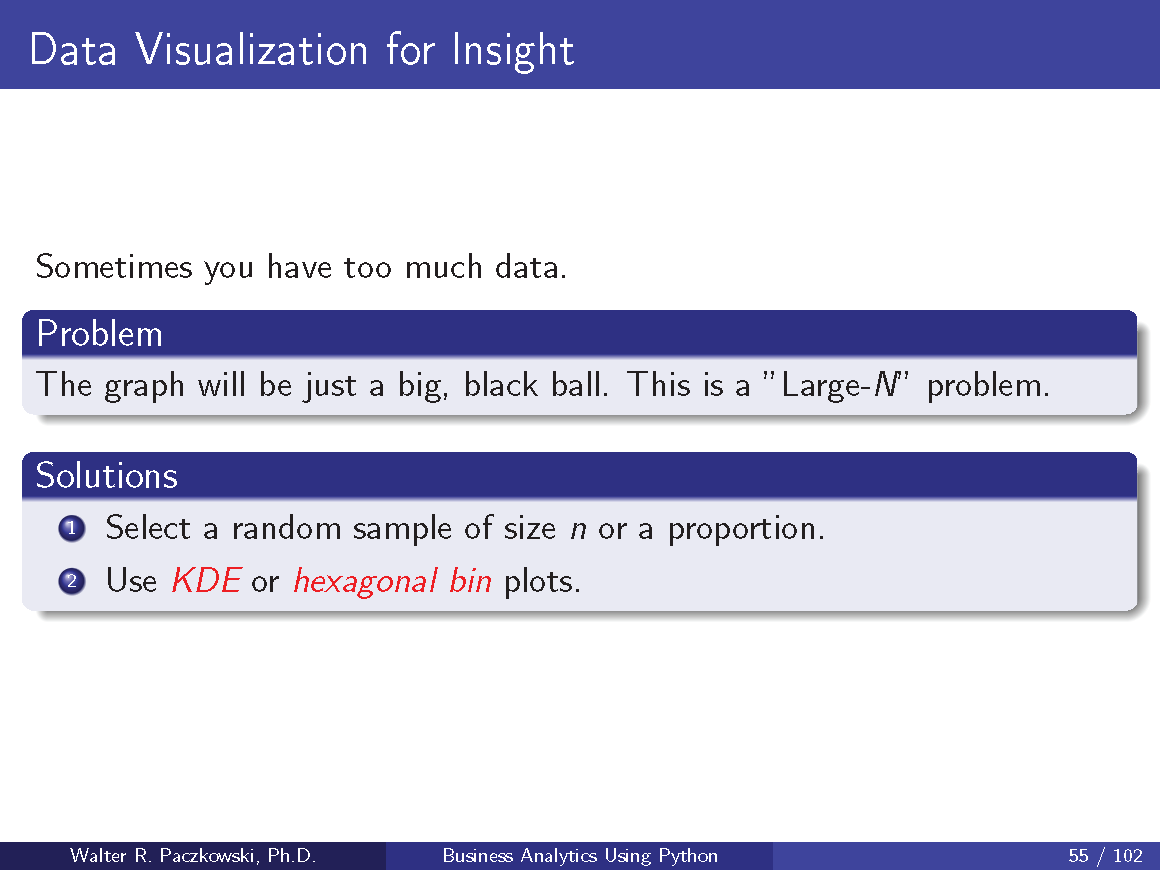 Data Visualization for Insight
Sometimes you have too much data.
Problem
The graph will be just a big, black ball. This is a ”Large-N” problem.
Solutions
1 Select a random sample of size n or a proportion.
2 Use KDE or hexagonal bin plots.
Walter R. Paczkowski, Ph.D. Business Analytics Using Python 55 / 102